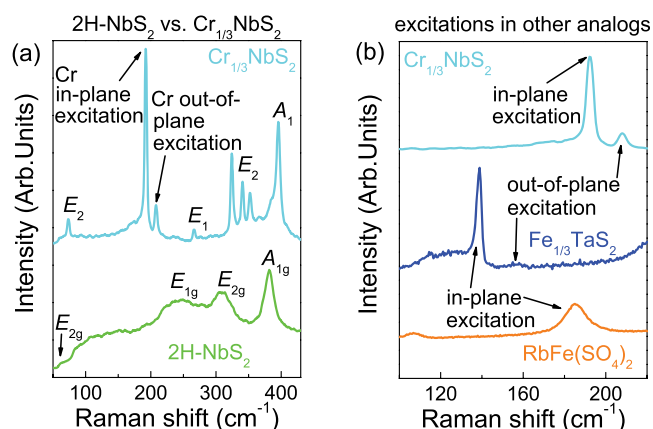 2H-NbS2 vs. Cr1/3NbS2
(a)
Cr1/3NbS2
Cr
in-plane
excitation
Cr out-of-
plane
excitation
A1
E2
E1
E2
A1g
E1g
E2g
E2g
2H-NbS2
Intensity (Arb.Units)
100
200
300
400
Raman shift (cm-1)
excitations in other analogs
(b)
Cr1/3NbS2
in-plane
excitation
out-of-plane
excitation
Fe1/3TaS2
in-plane
excitation
RbFe(SO4)2
Intensity (Arb.Units)
120
160
200
Raman shift (cm-1)